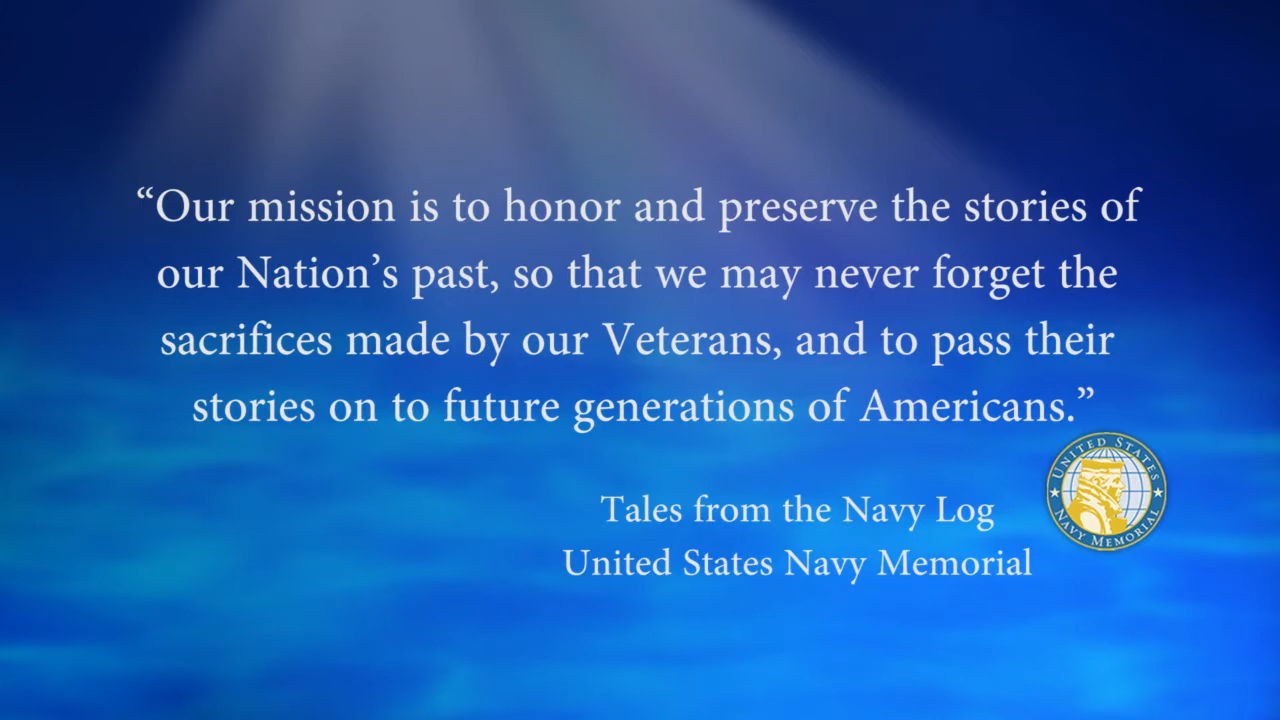 “Our mission is to honor and preserve the stories of
our Nation’s past, so that we may never forget the
sacrifices made by our Veterans, and to pass their
stories on to future generations of Americans.”
Tales from the Navy Log
United States Navy Memorial
UNITED STATES
NAVY MEMORIAL